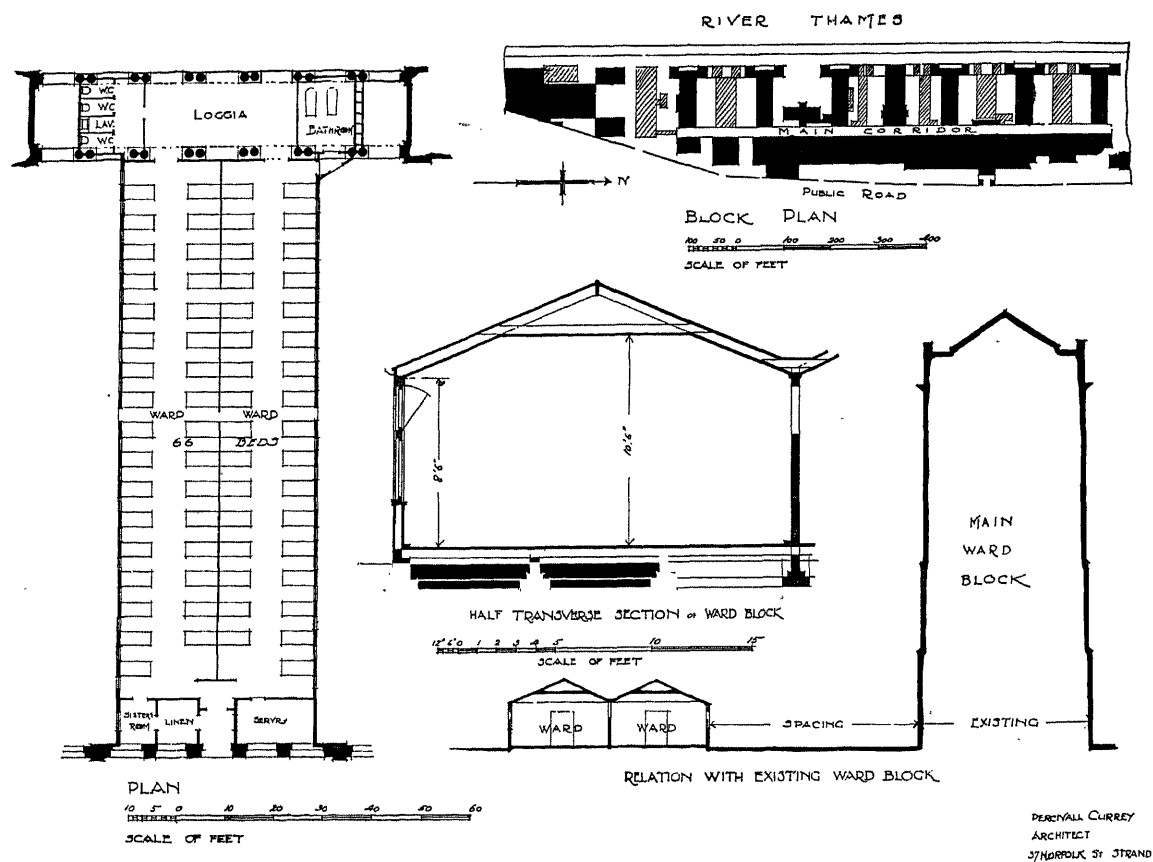 RIVER THAMES
MAIN CORRIDOR
PUBLIC ROAD
N
BLOCK PLAN
100 50 0 100 200 300 400
SCALE OF FEET
WC
WC
LAV
WC
LOGGIA
BATHROOM
WARD WARD
66 BEDS
SISTERS
ROOM
LINEN
SERVRY
PLAN
10 5 0 10 20 30 40 50 60
SCALE OF FEET
8'6"
10'6"
HALF TRANSVERSE SECTION OF WARD BLOCK
12" 6" 0 1 2 3 4 5 10 15
SCALE OF FEET
MAIN
WARD
BLOCK
WARD WARD
SPACING
EXISTING
RELATION WITH EXISTING WARD BLOCK
PERCIVALL CURREY
ARCHITECT
37 NORFOLK ST STRAND